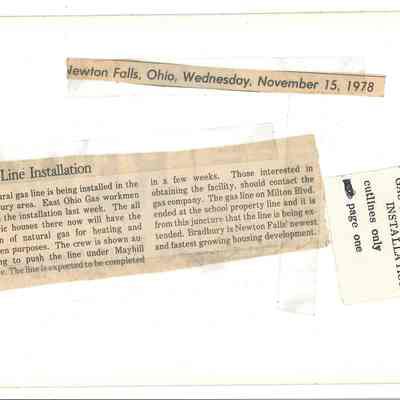 Newton Falls, Ohio, Wednesday, November 15, 1978
Line Installation
ral gas line is being installed in the
ury area. East Ohio Gas workmen
the installation last week. The all
ric houses there now will have the
n of natural gas for heating and
en purposes. The crew is shown au-
ng to push the line under Mayhill
e. The line is expected to be completed
in a few weeks. Those interested in
obtaining the facility, should contact the
gas company. The gas line on Milton Blvd.
ended at the school property line and it is
from this juncture that the line is being ex-
tended. Bradbury is Newton Falls' newest
and fastest growing housing development.
INSTALLATION
cutlines only
page one